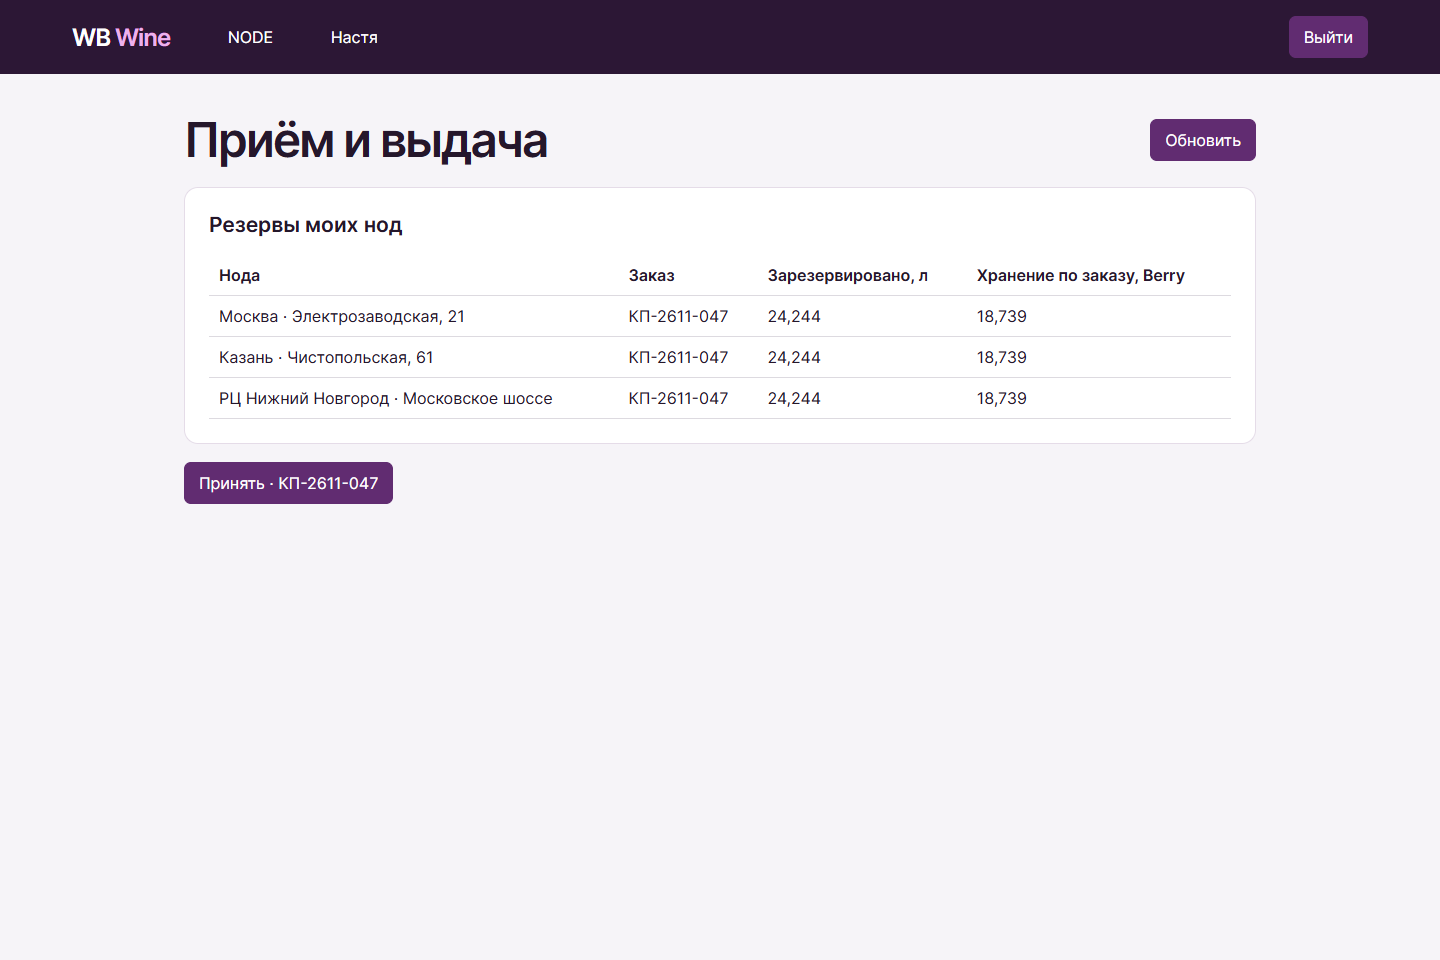 WB Wine NODE Настя Выйти
Приём и выдача Обновить
Резервы моих нод
Нода Заказ Зарезервировано, л Хранение по заказу, Berry
Москва · Электрозаводская, 21 КП-2611-047 24,244 18,739
Казань · Чистопольская, 61 КП-2611-047 24,244 18,739
РЦ Нижний Новгород · Московское шоссе КП-2611-047 24,244 18,739
Принять · КП-2611-047